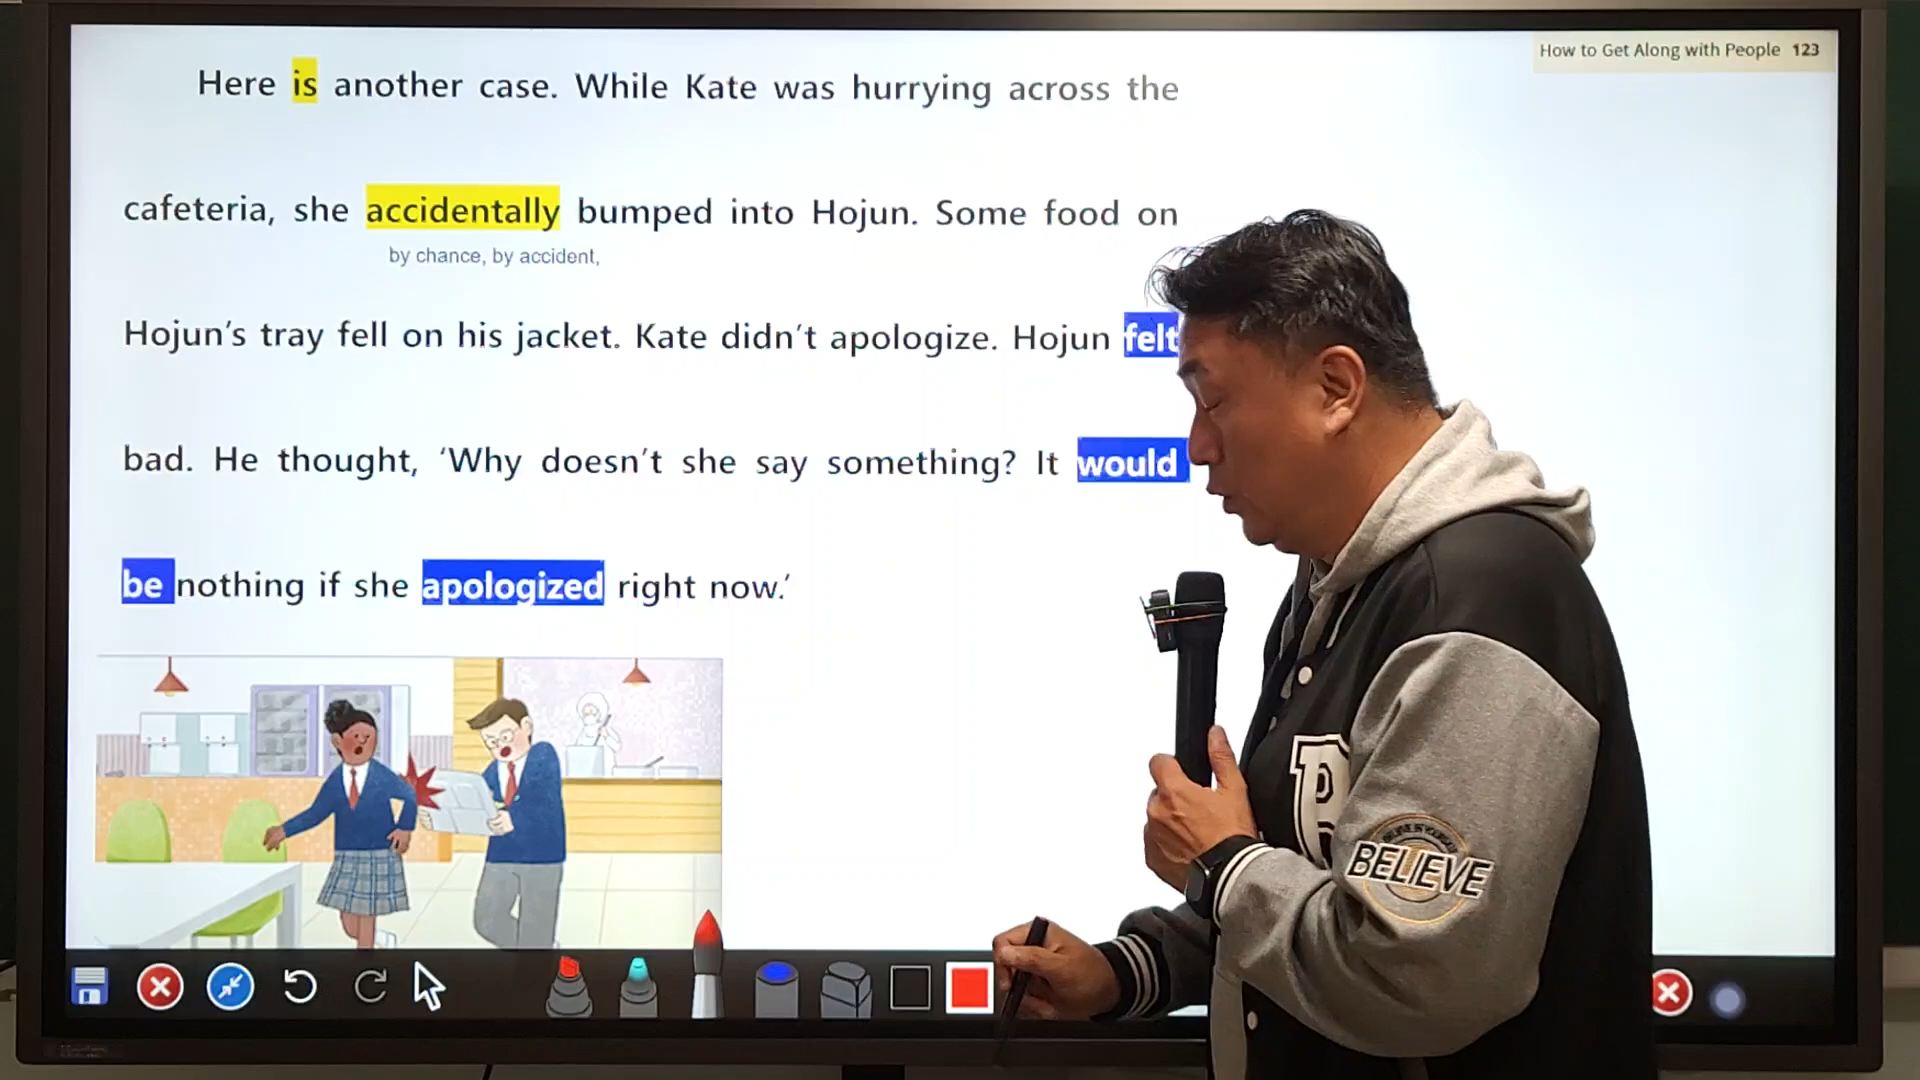 How to Get Along with People 123
Here is another case. While Kate was hurrying across the
cafeteria, she accidentally bumped into Hojun. Some food on
by chance, by accident,
Hojun's tray fell on his jacket. Kate didn't apologize. Hojun felt
bad. He thought, ‘Why doesn't she say something? It would
be nothing if she apologized right now.’
BELIEVE